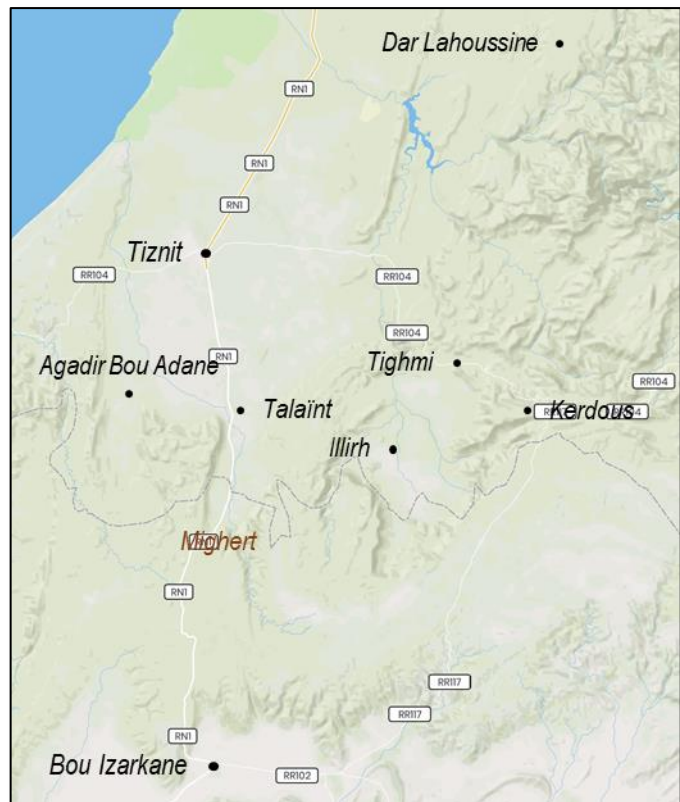 Dar Lahoussine
RN1
RN1
RN1
Tiznit
RR104
RR104
RR104
RN1
Agadir Bou Adane
Tighmi
RR104
Talaïnt
Kerdous
Illirh
Mighert
RN1
RR117
RR117
RN1
Bou Izarkane
RR102